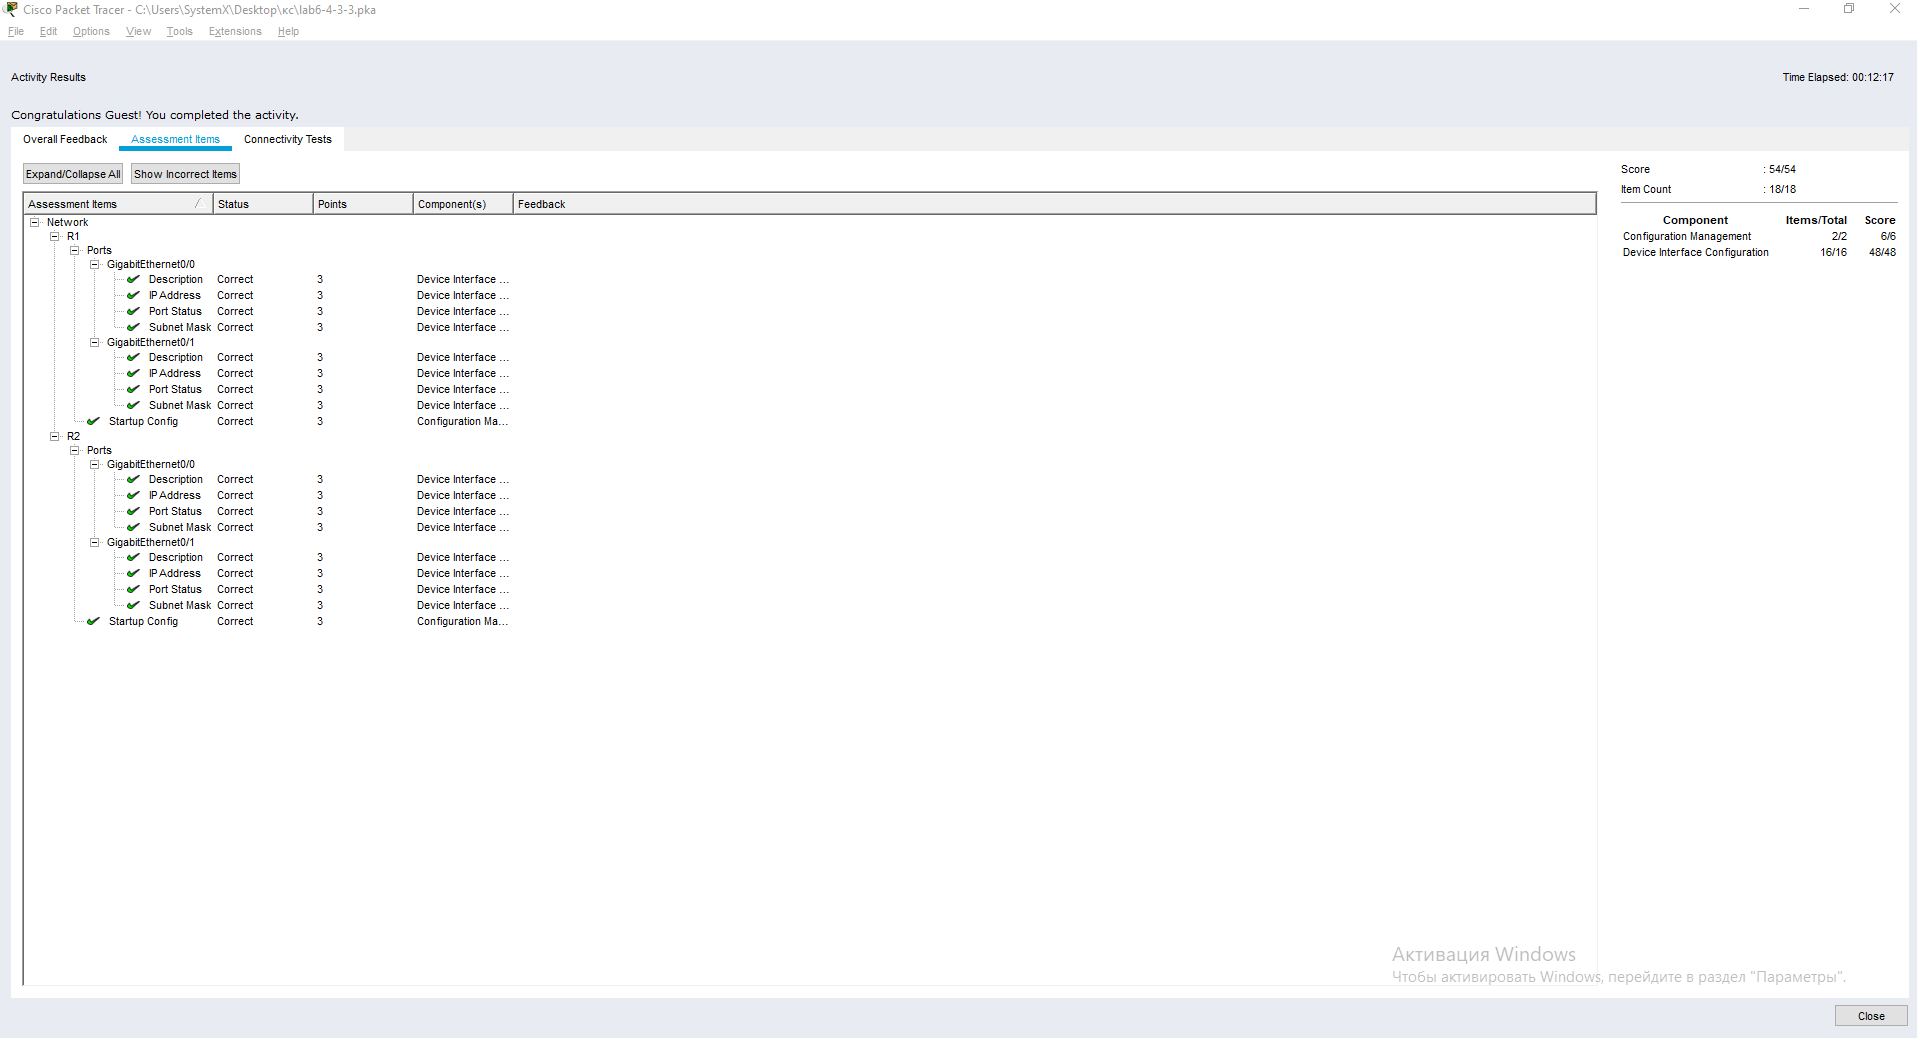 Cisco Packet Tracer - C:\Users\SystemX\Desktop\кс\lab6-4-3-3.pka
File Edit Options View Tools Extensions Help
Activity Results
Time Elapsed: 00:12:17
Congratulations Guest! You completed the activity.
Overall Feedback Assessment Items Connectivity Tests
Expand/Collapse All Show Incorrect Items
Assessment Items Status Points Component(s) Feedback
Network
R1
Ports
GigabitEthernet0/0
Description Correct 3 Device Interface ...
IP Address Correct 3 Device Interface ...
Port Status Correct 3 Device Interface ...
Subnet Mask Correct 3 Device Interface ...
GigabitEthernet0/1
Description Correct 3 Device Interface ...
IP Address Correct 3 Device Interface ...
Port Status Correct 3 Device Interface ...
Subnet Mask Correct 3 Device Interface ...
Startup Config Correct 3 Configuration Ma...
R2
Ports
GigabitEthernet0/0
Description Correct 3 Device Interface ...
IP Address Correct 3 Device Interface ...
Port Status Correct 3 Device Interface ...
Subnet Mask Correct 3 Device Interface ...
GigabitEthernet0/1
Description Correct 3 Device Interface ...
IP Address Correct 3 Device Interface ...
Port Status Correct 3 Device Interface ...
Subnet Mask Correct 3 Device Interface ...
Startup Config Correct 3 Configuration Ma...
Score : 54/54
Item Count : 18/18
Component Items/Total Score
Configuration Management 2/2 6/6
Device Interface Configuration 16/16 48/48
Активация Windows
Чтобы активировать Windows, перейдите в раздел "Параметры".
Close